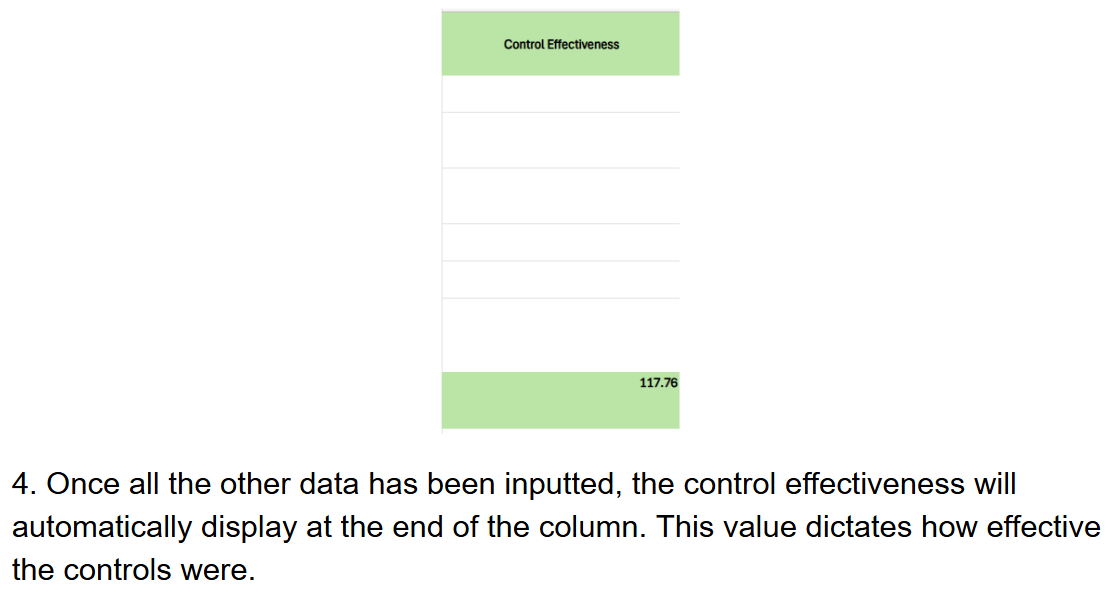 Control Effectiveness
117.76
4. Once all the other data has been inputted, the control effectiveness will
automatically display at the end of the column. This value dictates how effective
the controls were.